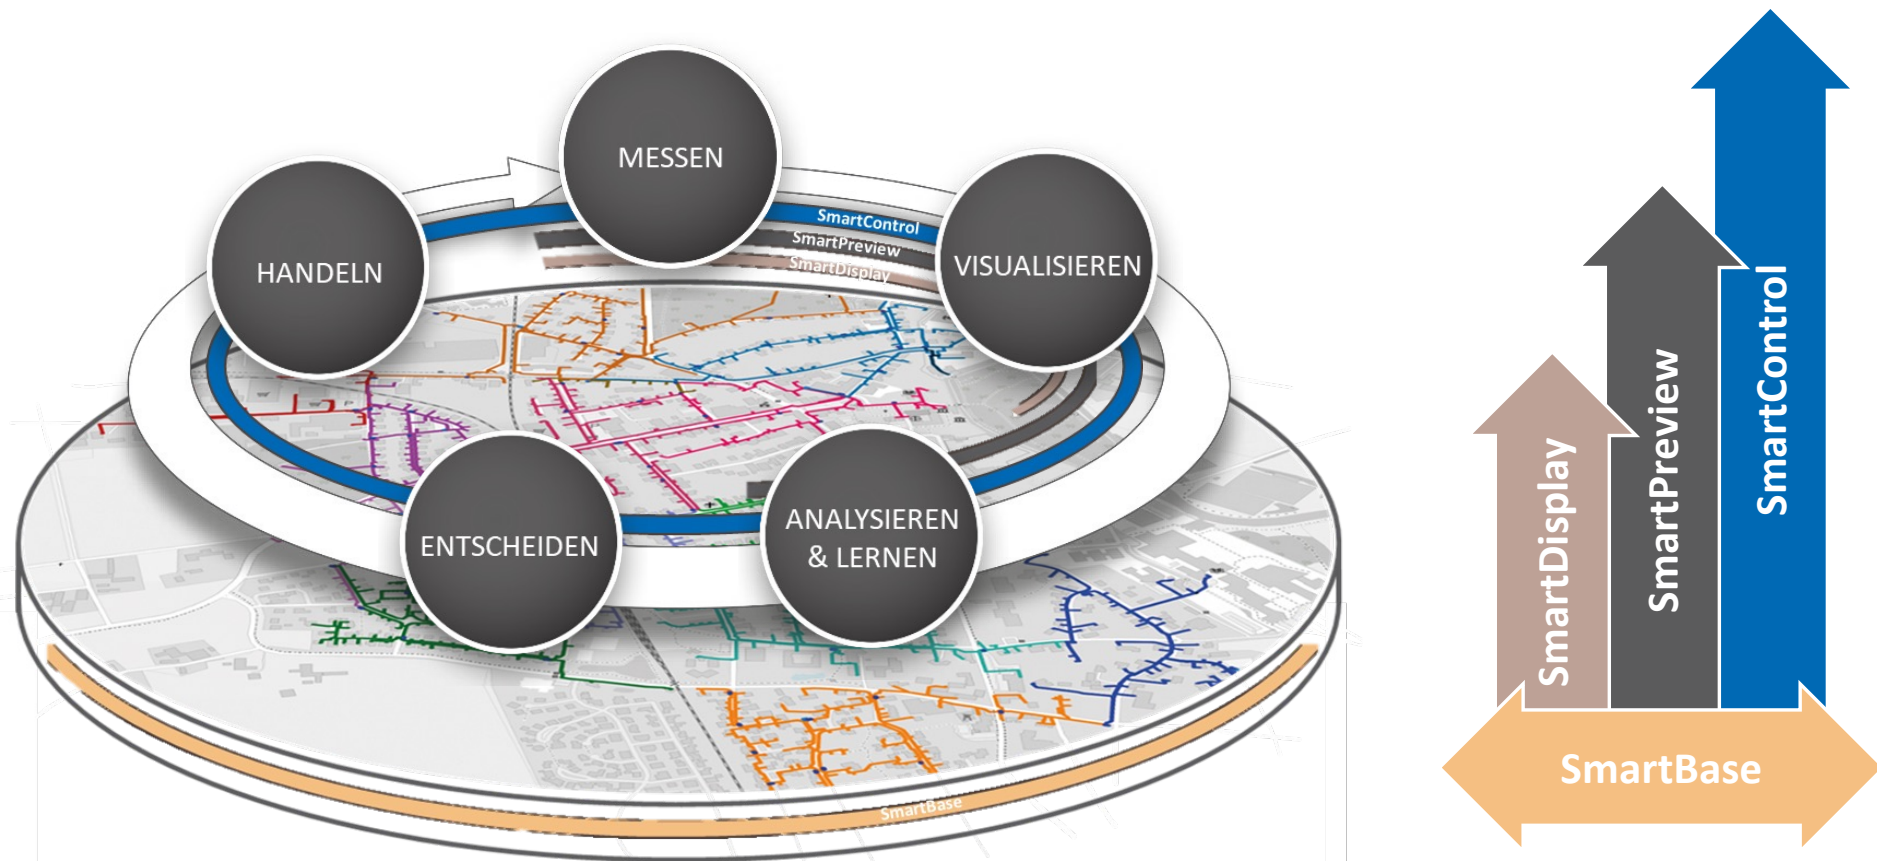 MESSEN
HANDELN
VISUALISIEREN
SmartControl
SmartPreview
SmartDisplay
ENTSCHEIDEN
ANALYSIEREN
& LERNEN
SmartBase
SmartDisplay
SmartPreview
SmartControl
SmartBase